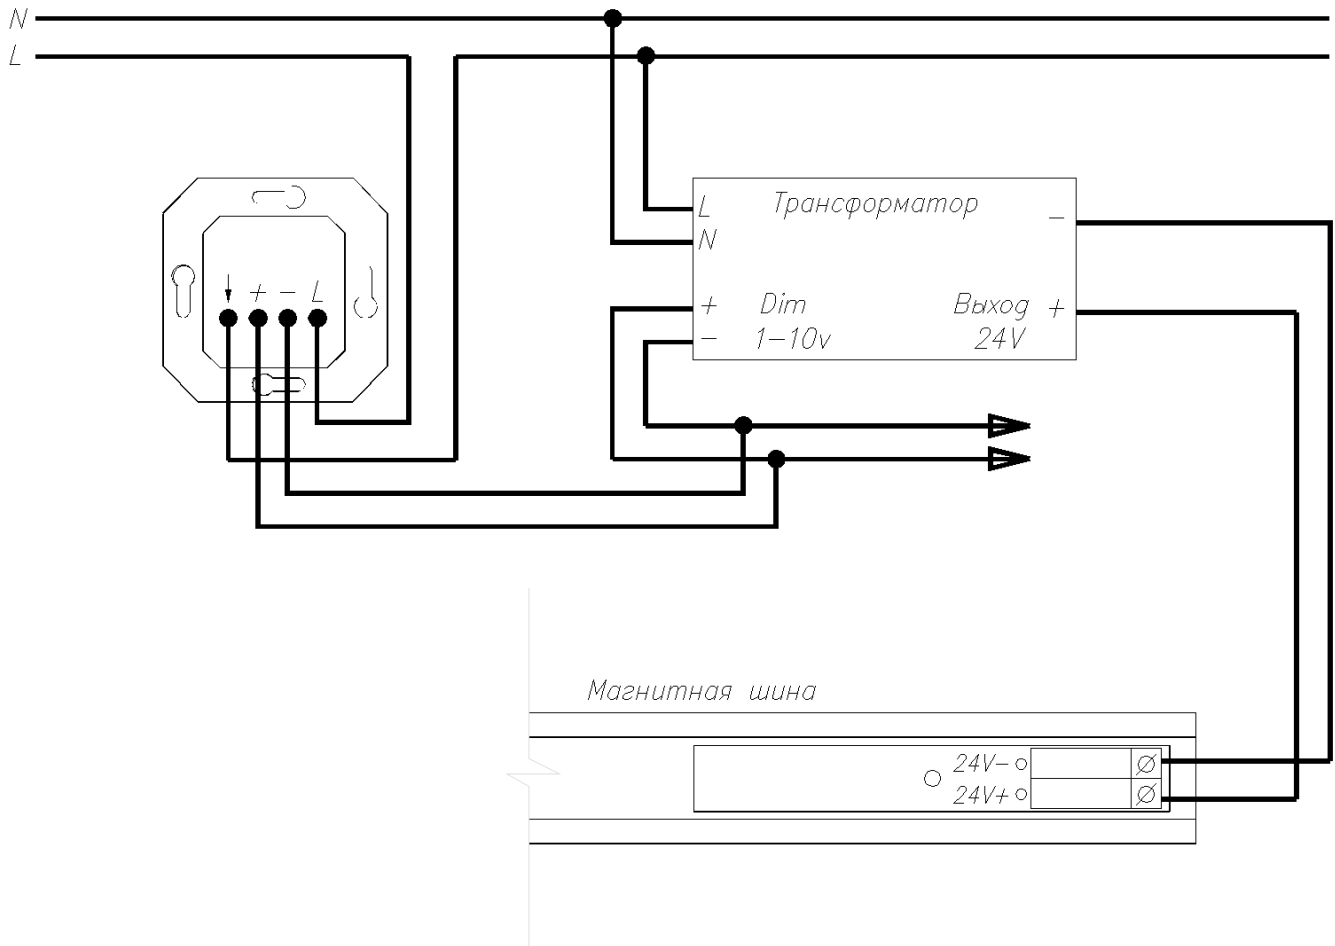 N
L
+ − L
L
N
Трансформатор
−
+ Dim
− 1−10v
Выход +
24V
Магнитная шина
24V−
24V+